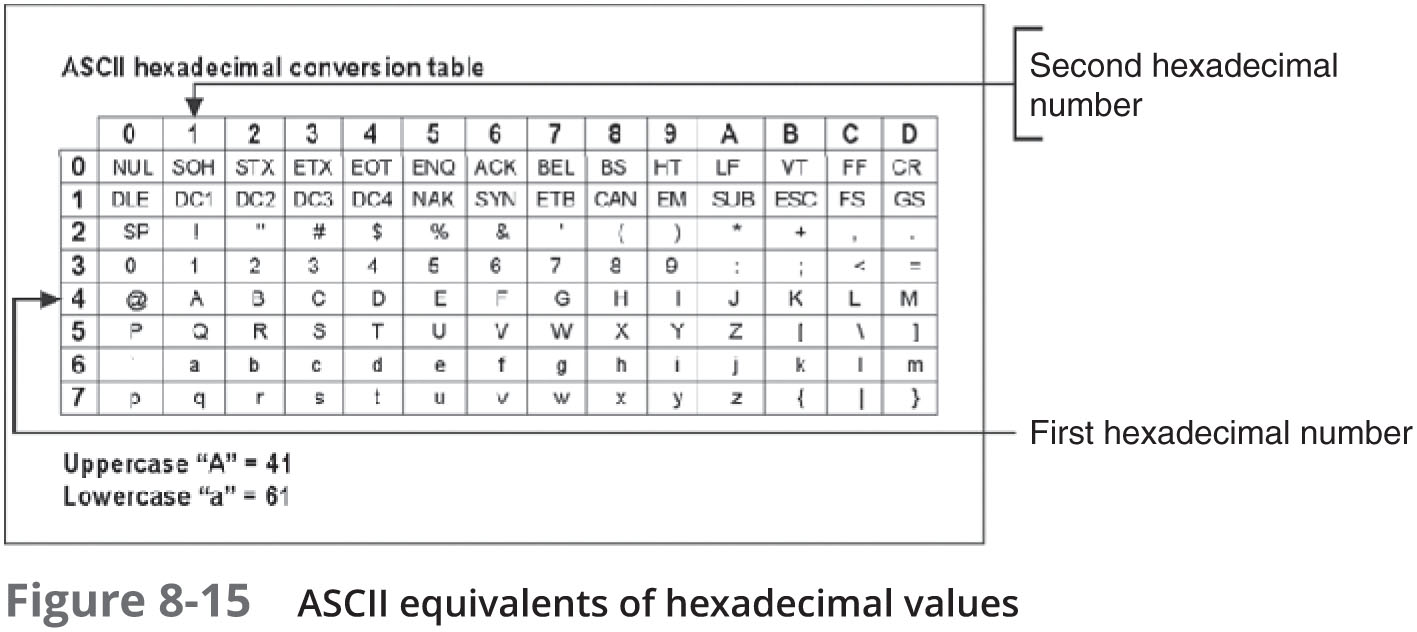 ASCII hexadecimal conversion table
Second hexadecimal
number
0 1 2 3 4 5 6 7 8 9 A B C D
0 NUL SOH STX ETX EOT ENQ ACK BEL BS HT LF VT FF CR
1 DLE DC1 DC2 DC3 DC4 NAK SYN ETB CAN EM SUB ESC FS GS
2 SP ! " # $ % & ' ( ) * + , .
3 0 1 2 3 4 5 6 7 8 9 : ; < =
4 @ A B C D E F G H I J K L M
5 P Q R S T U V W X Y Z [ \ ]
6 ` a b c d e f g h i j k l m
7 p q r s t u v w x y z { | }
First hexadecimal number
Uppercase “A” = 41
Lowercase “a” = 61
Figure 8-15 ASCII equivalents of hexadecimal values